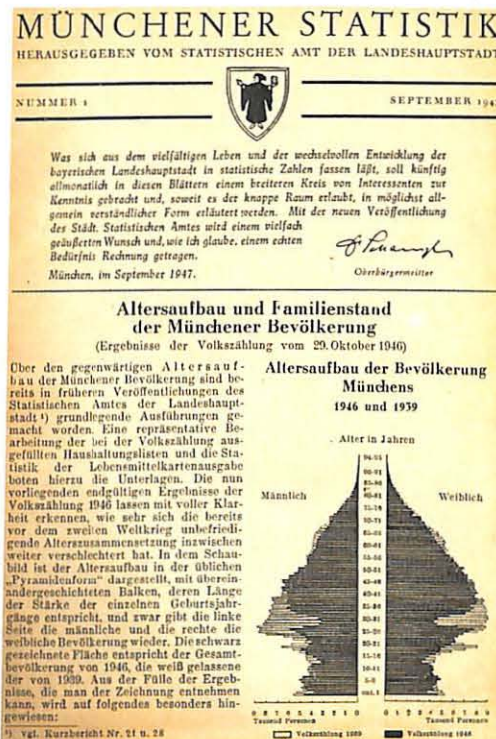 MÜNCHENER STATISTIK
HERAUSGEGEBEN VOM STATISTISCHEN AMT DER LANDESHAUPTSTADT
NUMMER 1
SEPTEMBER 194
Was sich aus dem vielfältigen Leben und der wechselvollen Entwicklung der
bayerischen Landeshauptstadt in statistische Zahlen fassen läßt, soll künftig
allmonatlich in diesen Blättern einem breiteren Kreis von Interessenten zur
Kenntnis gebracht und, soweit es der knappe Raum erlaubt, in möglichst all-
gemein verständlicher Form erläutert werden. Mit der neuen Veröffentlichung
des Städt. Statistischen Amtes wird einem vielfach
geäußerten Wunsch und, wie ich glaube, einem echten
Bedürfnis Rechnung getragen.
München, im September 1947.
Oberbürgermeister
Altersaufbau und Familienstand
der Münchener Bevölkerung
(Ergebnisse der Volkszählung vom 29. Oktober 1946)
Über den gegenwärtigen Altersauf-
bau der Münchener Bevölkerung sind be-
reits in früheren Veröffentlichungen des
Statistischen Amtes der Landeshaupt-
stadt ¹) grundlegende Ausführungen ge-
macht worden. Eine repräsentative Be-
arbeitung der bei der Volkszählung aus-
gefüllten Haushaltungslisten und die Sta-
tistik der Lebensmittelkartenausgabe
boten hierzu die Unterlagen. Die nun
vorliegenden endgültigen Ergebnisse der
Volkszählung 1946 lassen mit voller Klar-
heit erkennen, wie sehr sich die bereits
vor dem zweiten Weltkrieg unbefriedi-
gende Alterszusammensetzung inzwischen
weiter verschlechtert hat. In dem Schau-
bild ist der Altersaufbau in der üblichen
„Pyramidenform“ dargestellt, mit überein-
andergeschichteten Balken, deren Länge
der Stärke der einzelnen Geburtsjahr-
gänge entspricht, und zwar gibt die linke
Seite die männliche und die rechte die
weibliche Bevölkerung wieder. Die schwarz
gezeichnete Fläche entspricht der Gesamt-
bevölkerung von 1946, die weiß gelassene
der von 1939. Aus der Fülle der Ergeb-
nisse, die man der Zeichnung entnehmen
kann, wird auf folgendes besonders hin-
gewiesen:
¹) vgl. Kurzbericht Nr. 21 u. 28
Altersaufbau der Bevölkerung
Münchens
1946 und 1939
Alter in Jahren
Männlich
Weiblich
Tausend Personen
Tausend Personen
Volkszählung 1939
Volkszählung 1946